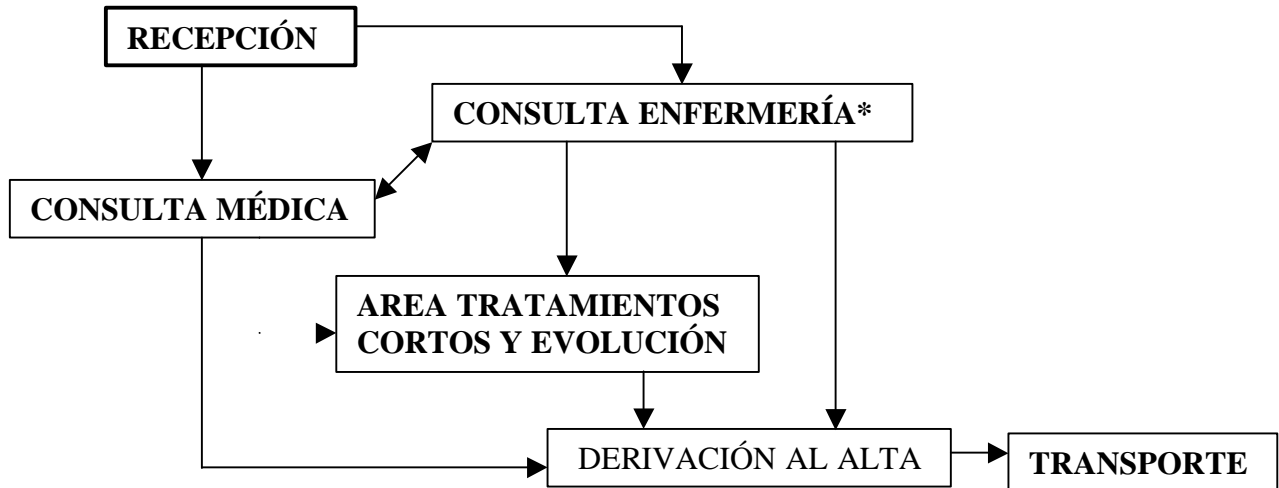 RECEPCIÓN
CONSULTA ENFERMERÍA*
CONSULTA MÉDICA
AREA TRATAMIENTOS
CORTOS Y EVOLUCIÓN
DERIVACIÓN AL ALTA
TRANSPORTE